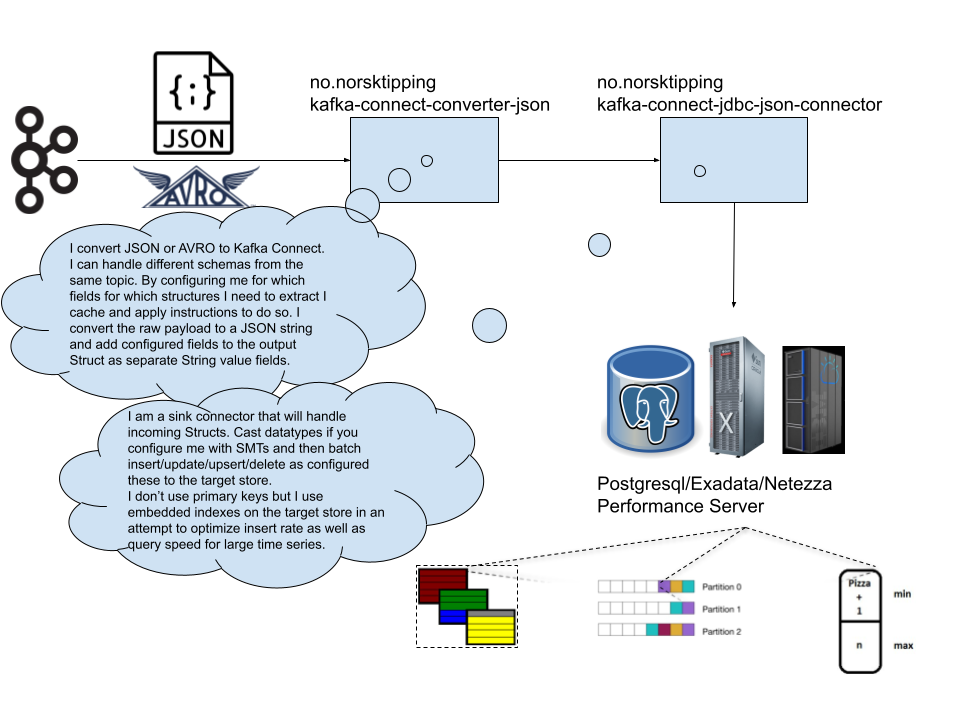 no.norsktipping
kafka-connect-converter-json
no.norsktipping
kafka-connect-jdbc-json-connector
{;}
JSON
AVRO
I convert JSON or AVRO to Kafka Connect.
I can handle different schemas from the
same topic. By configuring me for which
fields for which structures I need to extract I
cache and apply instructions to do so. I
convert the raw payload to a JSON string
and add configured fields to the output
Struct as separate String value fields.
I am a sink connector that will handle
incoming Structs. Cast datatypes if you
configure me with SMTs and then batch
insert/update/upsert/delete as configured
these to the target store.
I don't use primary keys but I use
embedded indexes on the target store in an
attempt to optimize insert rate as well as
query speed for large time series.
X
Postgresql/Exadata/Netezza
Performance Server
Partition 0
Partition 1
Partition 2
Pizza
+
1
min
n
max